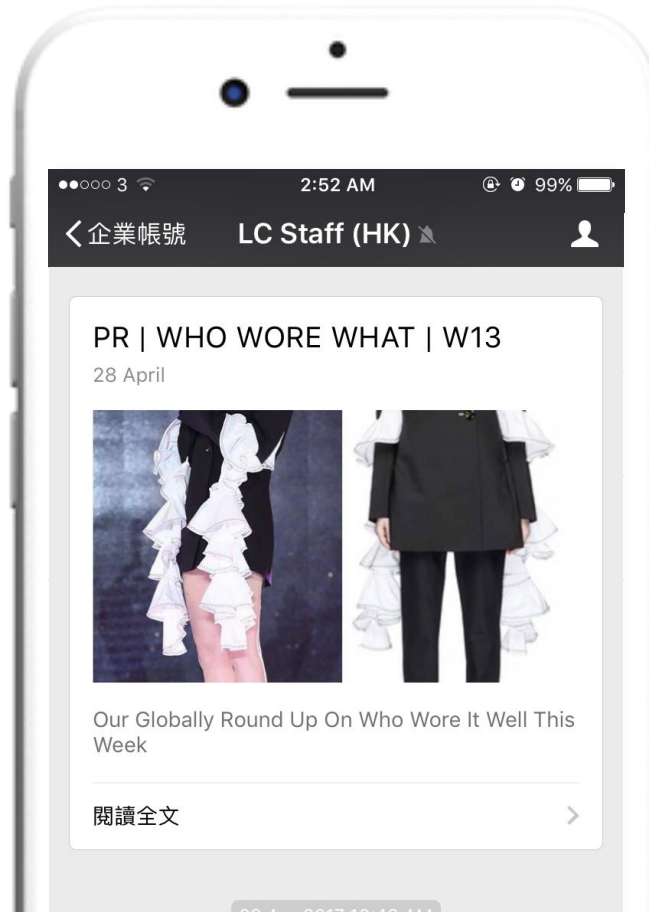 3 2:52 AM 99%
企業帳號 LC Staff (HK)
PR | WHO WORE WHAT | W13
28 April
Our Globally Round Up On Who Wore It Well This
Week
閱讀全文